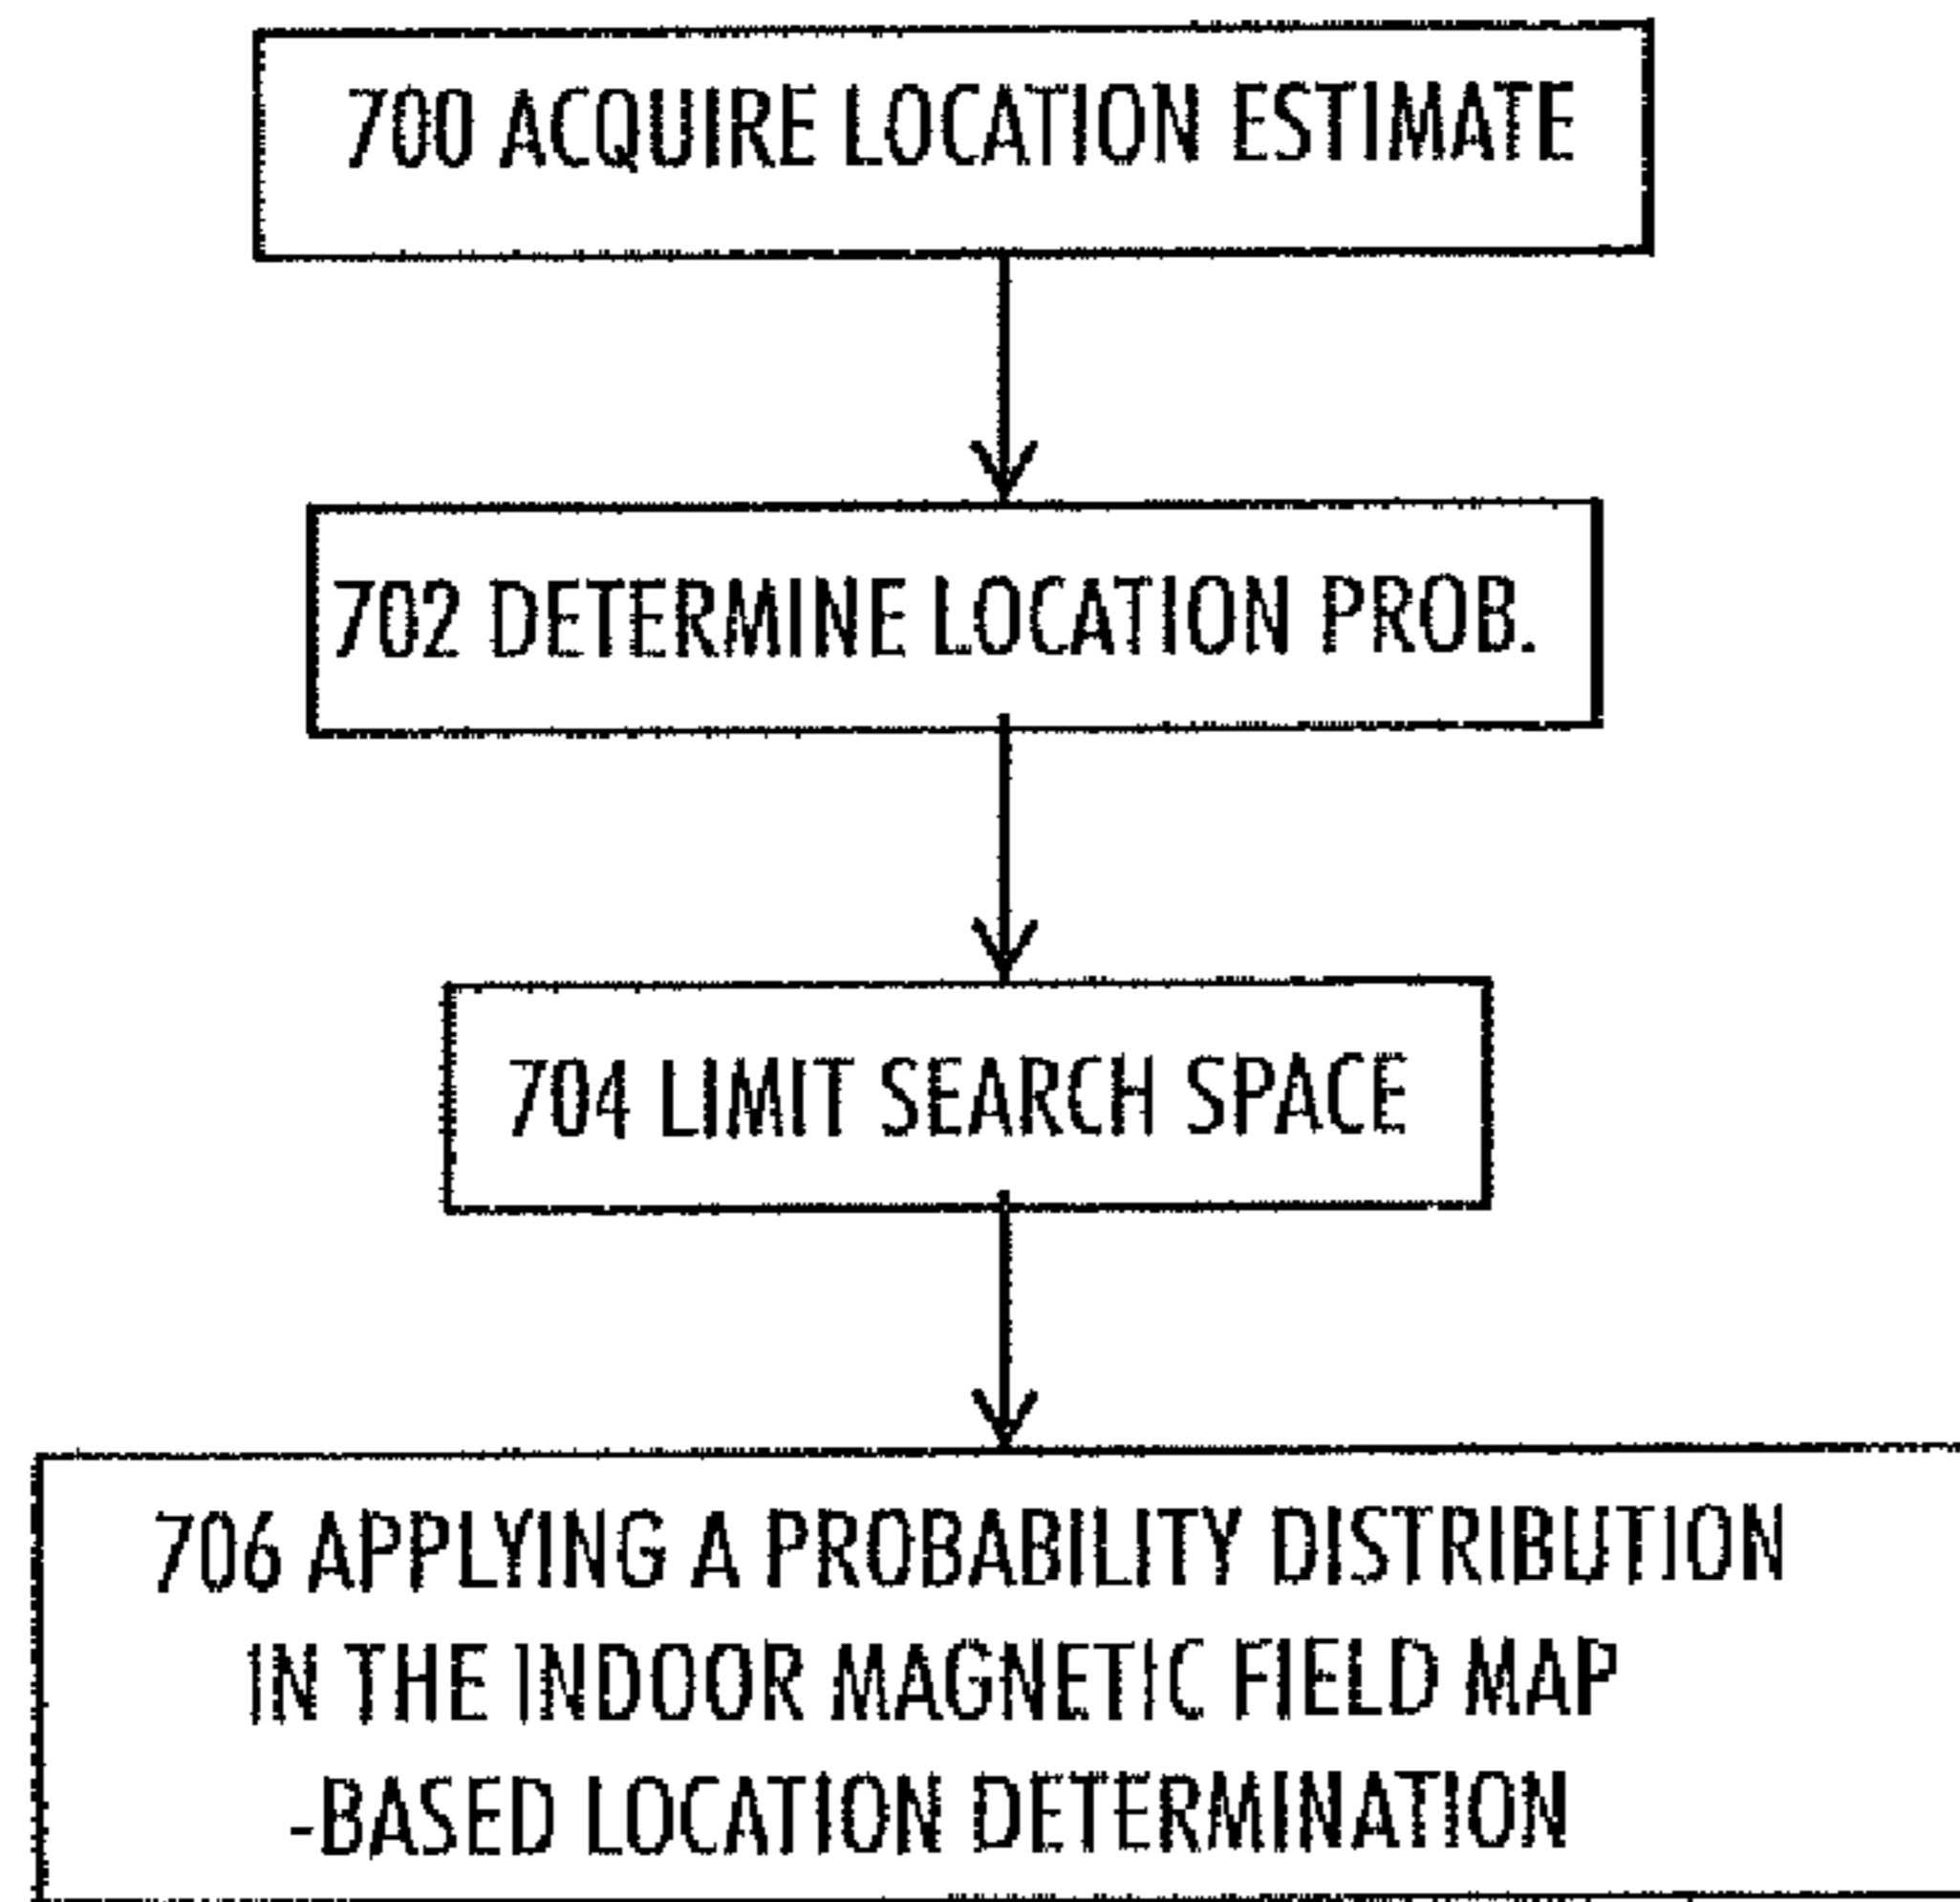 700 ACQUIRE LOCATION ESTIMATE
702 DETERMINE LOCATION PROB.
704 LIMIT SEARCH SPACE
706 APPLYING A PROBABILITY DISTRIBUTION
IN THE INDOOR MAGNETIC FIELD MAP
-BASED LOCATION DETERMINATION